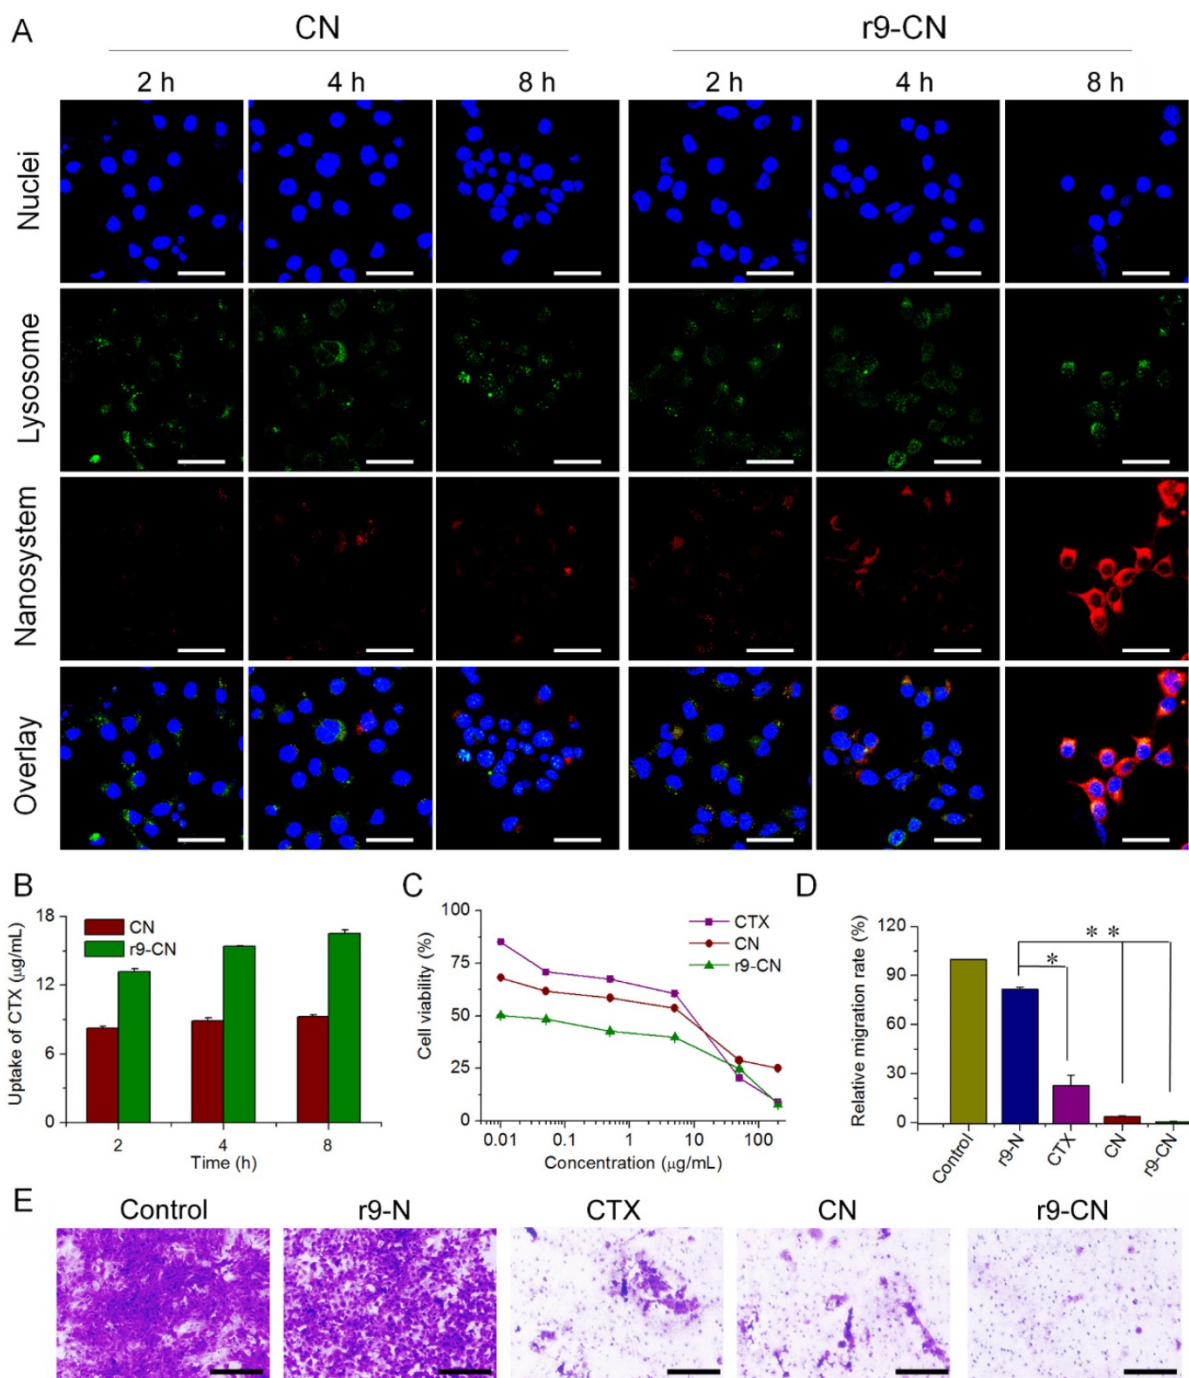 A
CN
r9-CN
2 h
4 h
8 h
2 h
4 h
8 h
Nuclei
Lysosome
Nanosystem
Overlay
B
Uptake of CTX (μg/mL)
18
12
6
0
CN
r9-CN
2
4
8
Time (h)
C
Cell viability (%)
100
75
50
25
0
CTX
CN
r9-CN
0.01
0.1
1
10
100
Concentration (μg/mL)
D
Relative migration rate (%)
120
90
60
30
0
* *
*
Control
r9-N
CTX
CN
r9-CN
E
Control
r9-N
CTX
CN
r9-CN